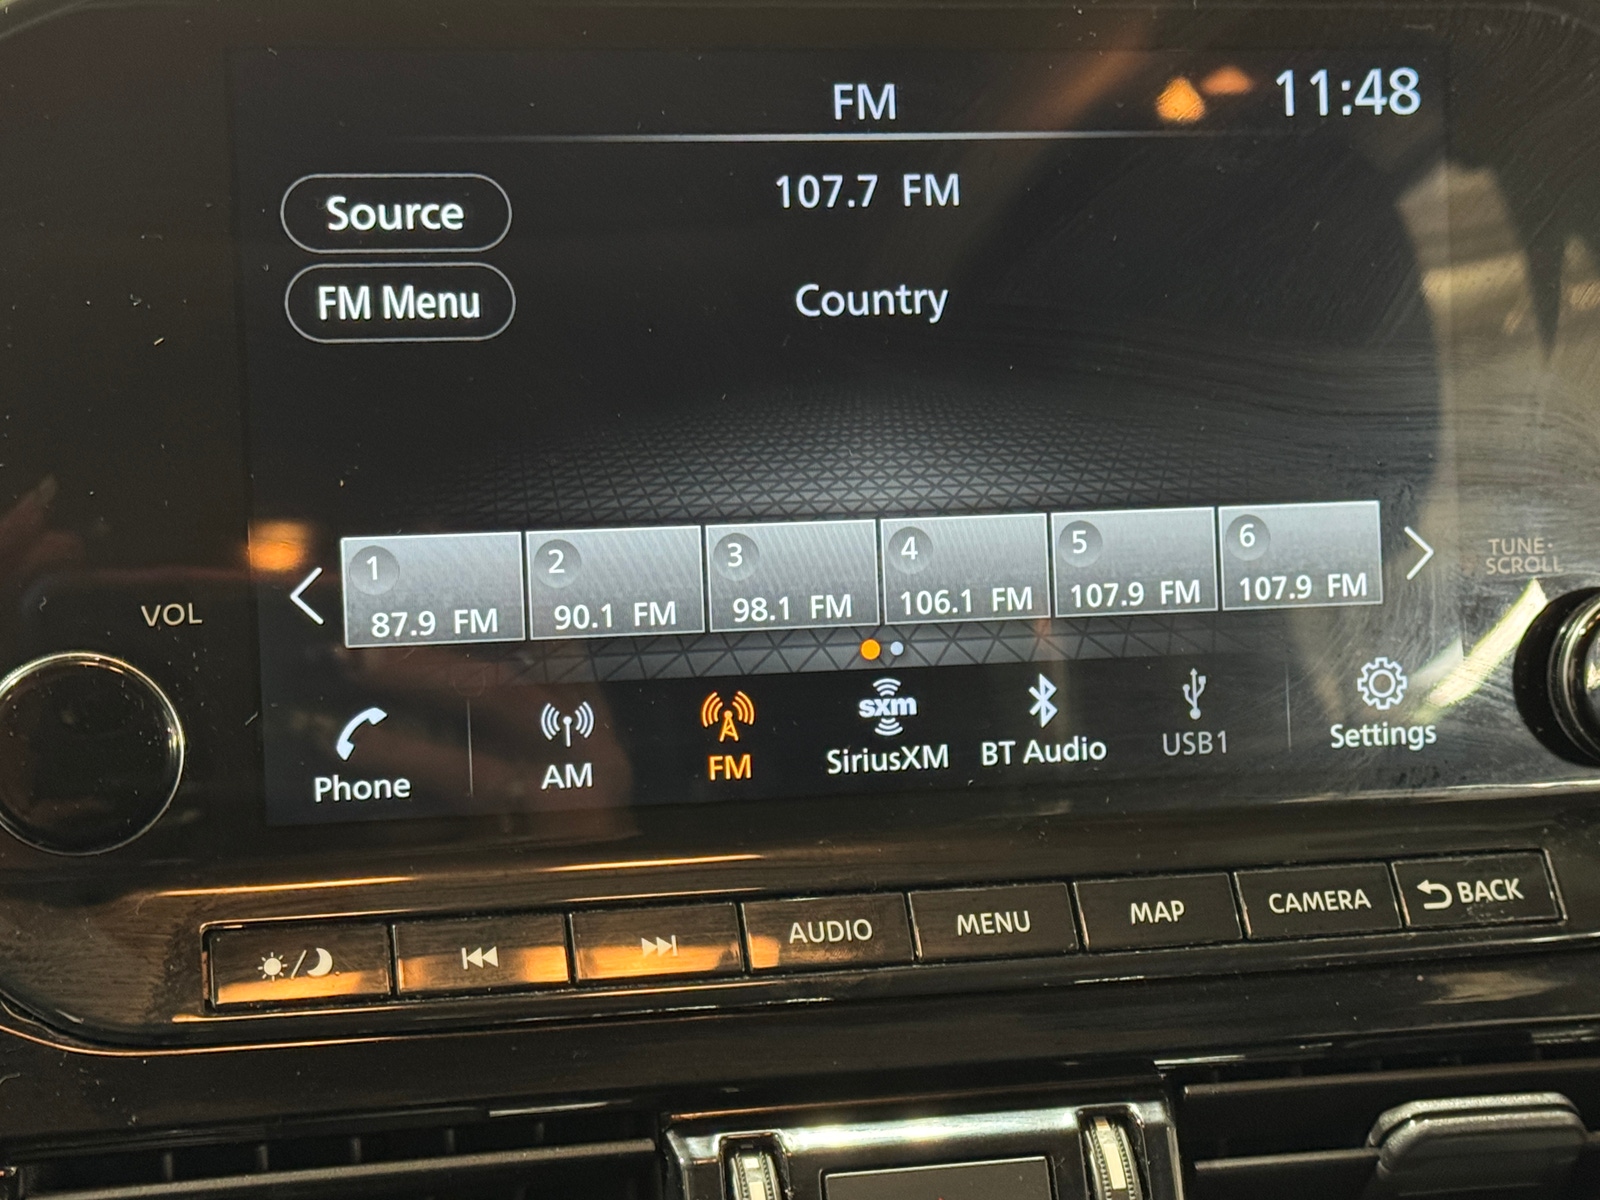 FM
11:48
Source
107.7 FM
FM Menu
Country
1
2
3
4
5
6
87.9 FM
90.1 FM
98.1 FM
106.1 FM
107.9 FM
107.9 FM
TUNE·
SCROLL
VOL
sxm
Phone
AM
FM
SiriusXM
BT Audio
USB1
Settings
AUDIO
MENU
MAP
CAMERA
BACK